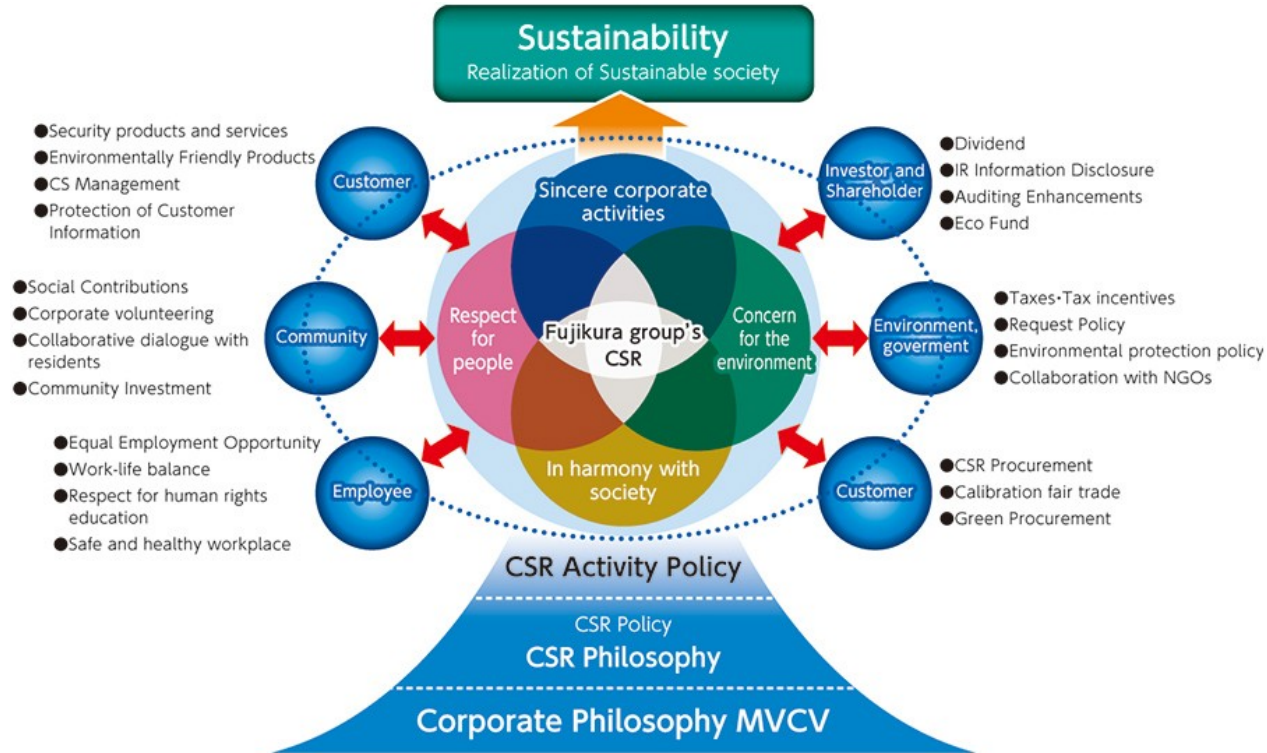 Sustainability
Realization of Sustainable society
●Security products and services
●Environmentally Friendly Products
●CS Management
●Protection of Customer
Information
Customer
Sincere corporate
activities
Investor and
Shareholder
●Dividend
●IR Information Disclosure
●Auditing Enhancements
●Eco Fund
●Social Contributions
●Corporate volunteering
●Collaborative dialogue with
residents
●Community Investment
Community
Respect
for
people
Fujikura group's
CSR
Concern
for the
environment
Environment,
goverment
●Taxes･Tax incentives
●Request Policy
●Environmental protection policy
●Collaboration with NGOs
●Equal Employment Opportunity
●Work-life balance
●Respect for human rights
education
●Safe and healthy workplace
Employee
In harmony with
society
Customer
●CSR Procurement
●Calibration fair trade
●Green Procurement
CSR Activity Policy
CSR Policy
CSR Philosophy
Corporate Philosophy MVCV